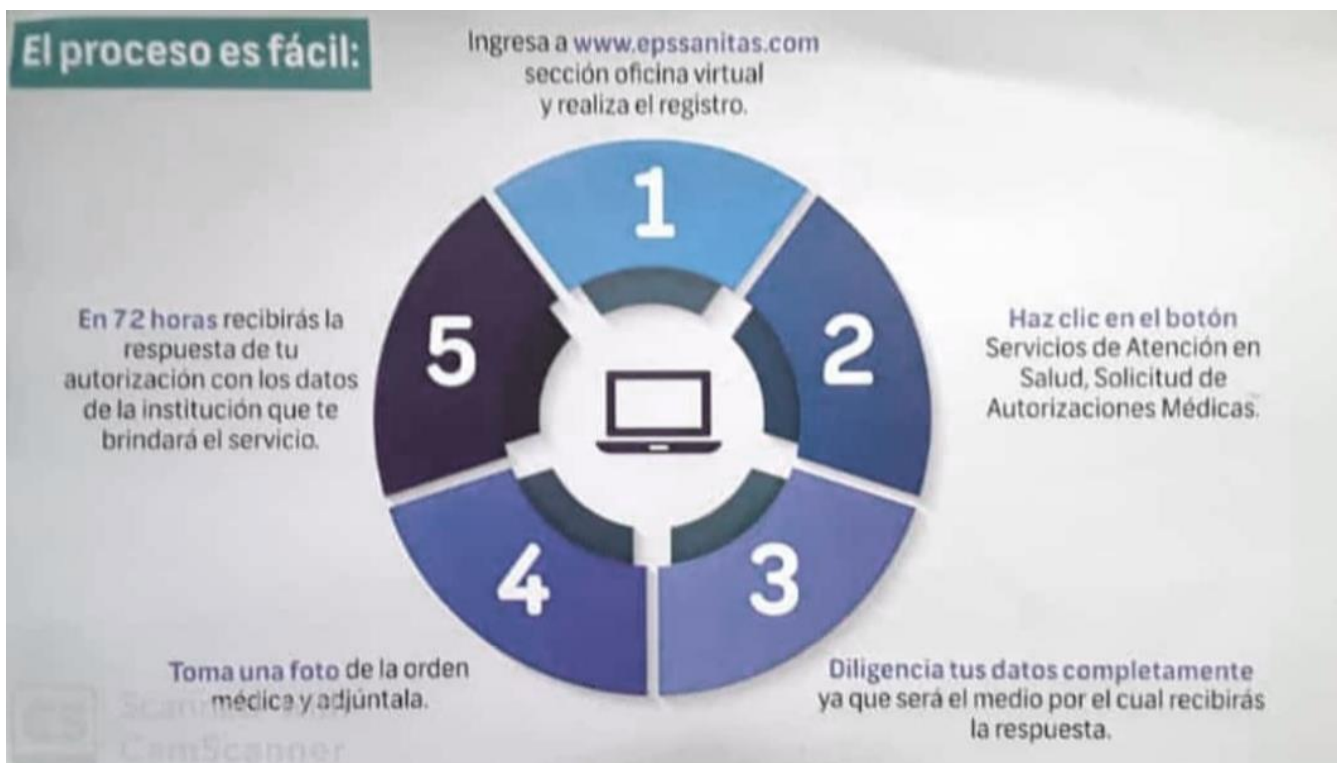 El proceso es fácil:
Ingresa a www.epssanitas.com
sección oficina virtual
y realiza el registro.
1
2
Haz clic en el botón
Servicios de Atención en
Salud, Solicitud de
Autorizaciones Médicas.
3
Diligencia tus datos completamente
ya que será el medio por el cual recibirás
la respuesta.
4
Toma una foto de la orden
médica y adjúntala.
5
En 72 horas recibirás la
respuesta de tu
autorización con los datos
de la institución que te
brindará el servicio.
CS
CamScanner